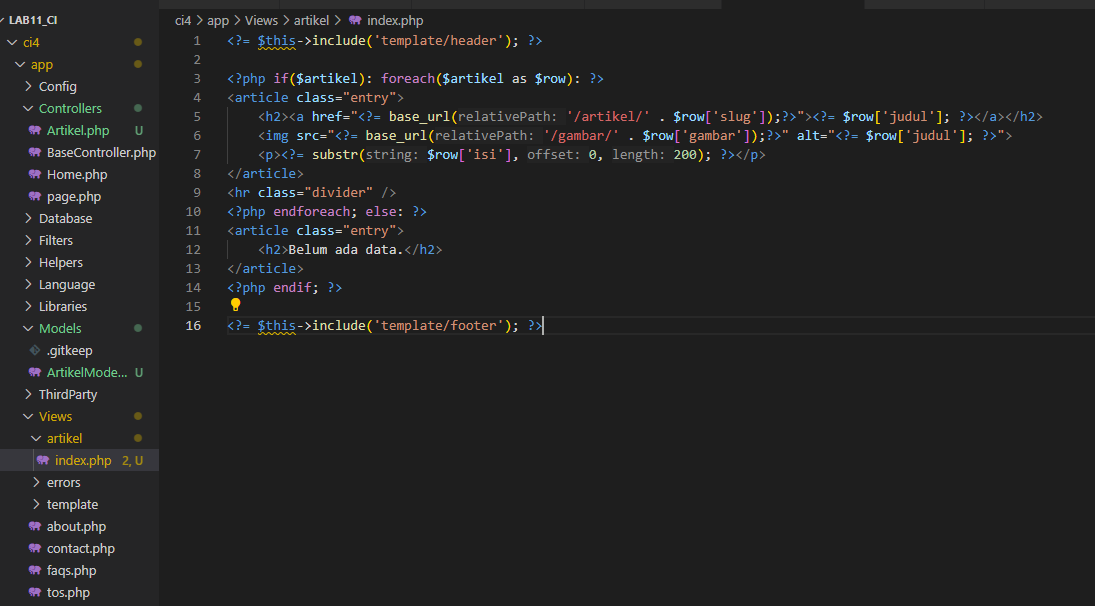 LAB11_CI
ci4
app
Config
Controllers
Artikel.php U
BaseController.php
Home.php
page.php
Database
Filters
Helpers
Language
Libraries
Models
.gitkeep
ArtikelMode... U
ThirdParty
Views
artikel
index.php 2, U
errors
template
about.php
contact.php
faqs.php
tos.php
ci4 > app > Views > artikel > index.php
1 <?= $this->include('template/header'); ?>
2
3 <?php if($artikel): foreach($artikel as $row): ?>
4 <article class="entry">
5 <h2><a href="<?= base_url(relativePath: '/artikel/' . $row['slug']);?>"><?= $row['judul']; ?></a></h2>
6 <img src="<?= base_url(relativePath: '/gambar/' . $row['gambar']);?>" alt="<?= $row['judul']; ?>">
7 <p><?= substr(string: $row['isi'], offset: 0, length: 200); ?></p>
8 </article>
9 <hr class="divider" />
10 <?php endforeach; else: ?>
11 <article class="entry">
12 <h2>Belum ada data.</h2>
13 </article>
14 <?php endif; ?>
15
16 <?= $this->include('template/footer'); ?>